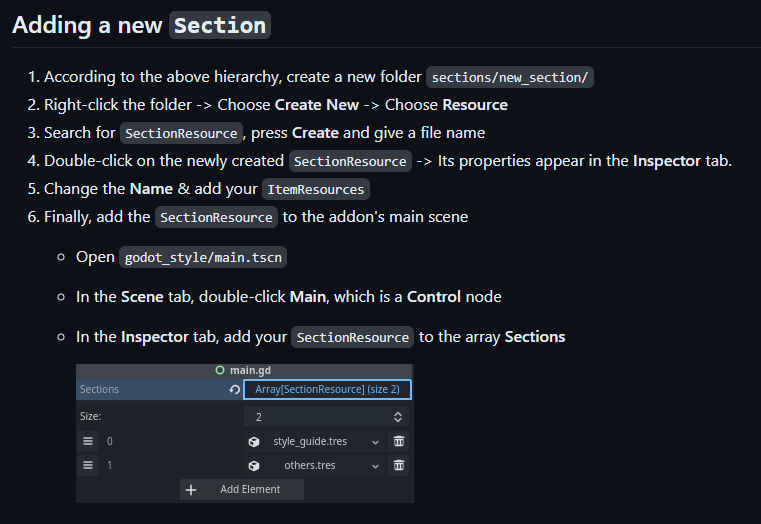 Adding a new Section
1. According to the above hierarchy, create a new folder sections/new_section/
2. Right-click the folder -> Choose Create New -> Choose Resource
3. Search for SectionResource, press Create and give a file name
4. Double-click on the newly created SectionResource -> Its properties appear in the Inspector tab.
5. Change the Name & add your ItemResources
6. Finally, add the SectionResource to the addon's main scene
Open godot_style/main.tscn
In the Scene tab, double-click Main, which is a Control node
In the Inspector tab, add your SectionResource to the array Sections
main.gd
Sections Array[SectionResource] (size 2)
Size: 2
0 style_guide.tres
1 others.tres
+ Add Element